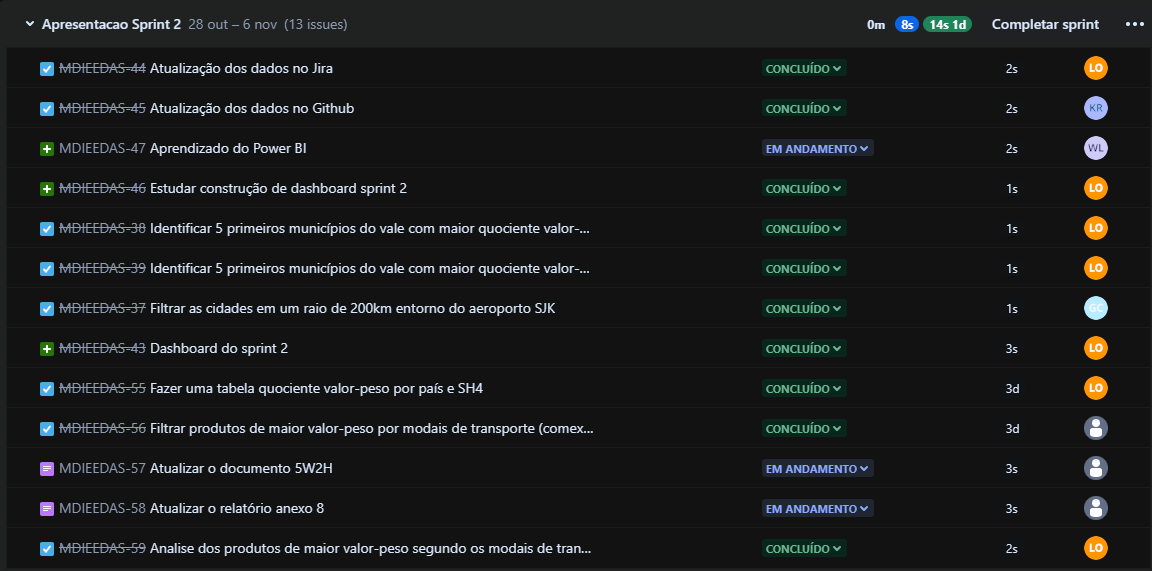 Apresentacao Sprint 2 28 out – 6 nov (13 issues) 0m 8s 14s 1d Completar sprint
MDIEEDAS-44 Atualização dos dados no Jira CONCLUÍDO 2s LO
MDIEEDAS-45 Atualização dos dados no Github CONCLUÍDO 2s KR
MDIEEDAS-47 Aprendizado do Power BI EM ANDAMENTO 2s WL
MDIEEDAS-46 Estudar construção de dashboard sprint 2 CONCLUÍDO 1s LO
MDIEEDAS-38 Identificar 5 primeiros municípios do vale com maior quociente valor-... CONCLUÍDO 1s LO
MDIEEDAS-39 Identificar 5 primeiros municípios do vale com maior quociente valor-... CONCLUÍDO 1s LO
MDIEEDAS-37 Filtrar as cidades em um raio de 200km entorno do aeroporto SJK CONCLUÍDO 1s GC
MDIEEDAS-43 Dashboard do sprint 2 CONCLUÍDO 3s LO
MDIEEDAS-55 Fazer uma tabela quociente valor-peso por país e SH4 CONCLUÍDO 3d LO
MDIEEDAS-56 Filtrar produtos de maior valor-peso por modais de transporte (comex... CONCLUÍDO 3d
MDIEEDAS-57 Atualizar o documento 5W2H EM ANDAMENTO 3s
MDIEEDAS-58 Atualizar o relatório anexo 8 EM ANDAMENTO 3s
MDIEEDAS-59 Analise dos produtos de maior valor-peso segundo os modais de tran... CONCLUÍDO 2s LO